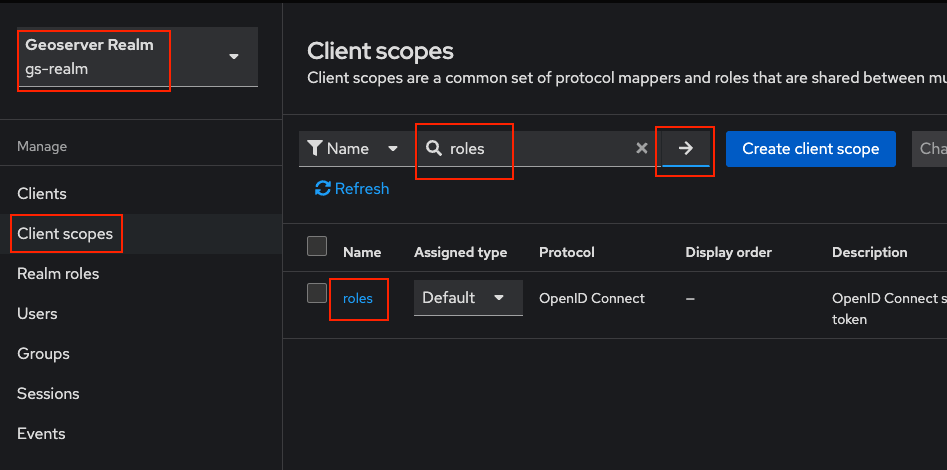 Geoserver Realm
gs-realm
Manage
Clients
Client scopes
Realm roles
Users
Groups
Sessions
Events
Client scopes
Client scopes are a common set of protocol mappers and roles that are shared between
Name
roles
Create client scope
Refresh
Name
Assigned type
Protocol
Display order
Description
roles
Default
OpenID Connect
–
OpenID Connect
token